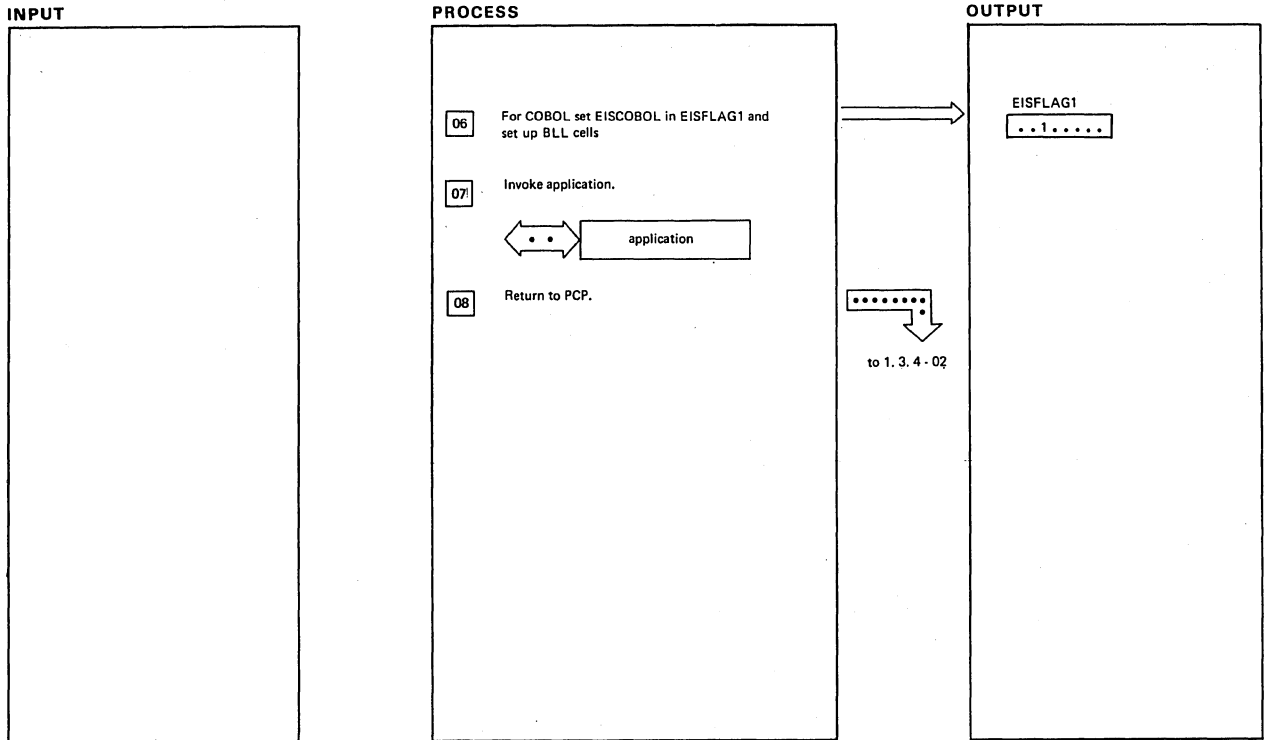 INPUT
PROCESS
OUTPUT
06 For COBOL set EISCOBOL in EISFLAG1 and
set up BLL cells
EISFLAG1
. . 1 . . . . .
07 Invoke application.
application
08 Return to PCP.
to 1. 3. 4 - 02